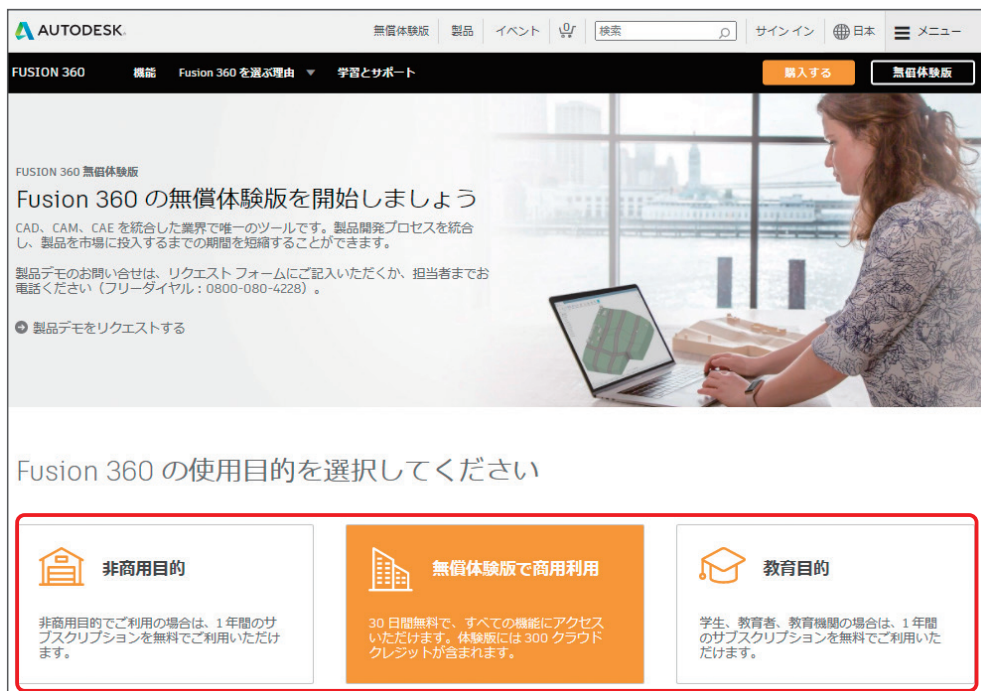 AUTODESK.
無償体験版 製品 イベント 0 検索 サインイン 日本 メニュー
FUSION 360 機能 Fusion 360 を選ぶ理由 ▼ 学習とサポート 購入する 無償体験版
FUSION 360 無償体験版
Fusion 360 の無償体験版を開始しましょう
CAD、CAM、CAE を統合した業界で唯一のツールです。製品開発プロセスを統合
し、製品を市場に投入するまでの期間を短縮することができます。
製品デモのお問い合せは、リクエスト フォームにご記入いただくか、担当者までお
電話ください（フリーダイヤル：0800-080-4228）。
製品デモをリクエストする
Fusion 360 の使用目的を選択してください
非商用目的
非商用目的でご利用の場合は、1 年間のサ
ブスクリプションを無料でご利用いただけ
ます。
無償体験版で商用利用
30 日間無料で、すべての機能にアクセス
いただけます。体験版には 300 クラウド
クレジットが含まれます。
教育目的
学生、教育者、教育機関の場合は、1 年間
のサブスクリプションを無料でご利用いた
だけます。